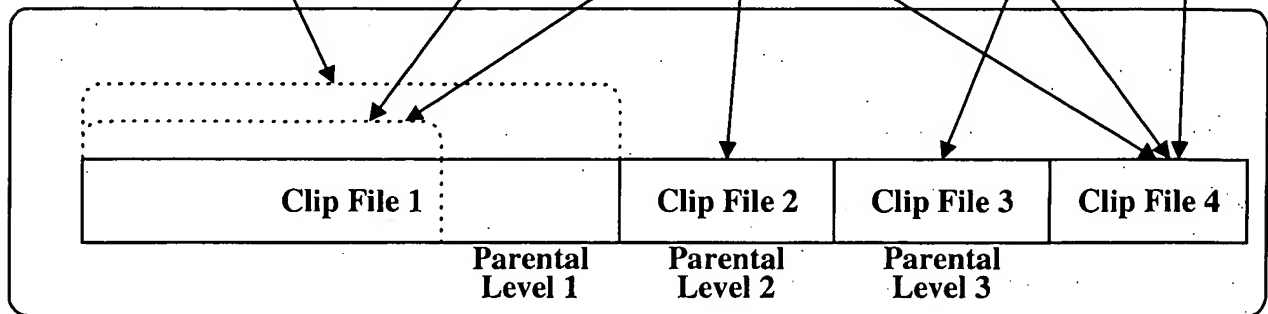 Clip File 1 Clip File 2 Clip File 3 Clip File 4
Parental Parental Parental
Level 1 Level 2 Level 3